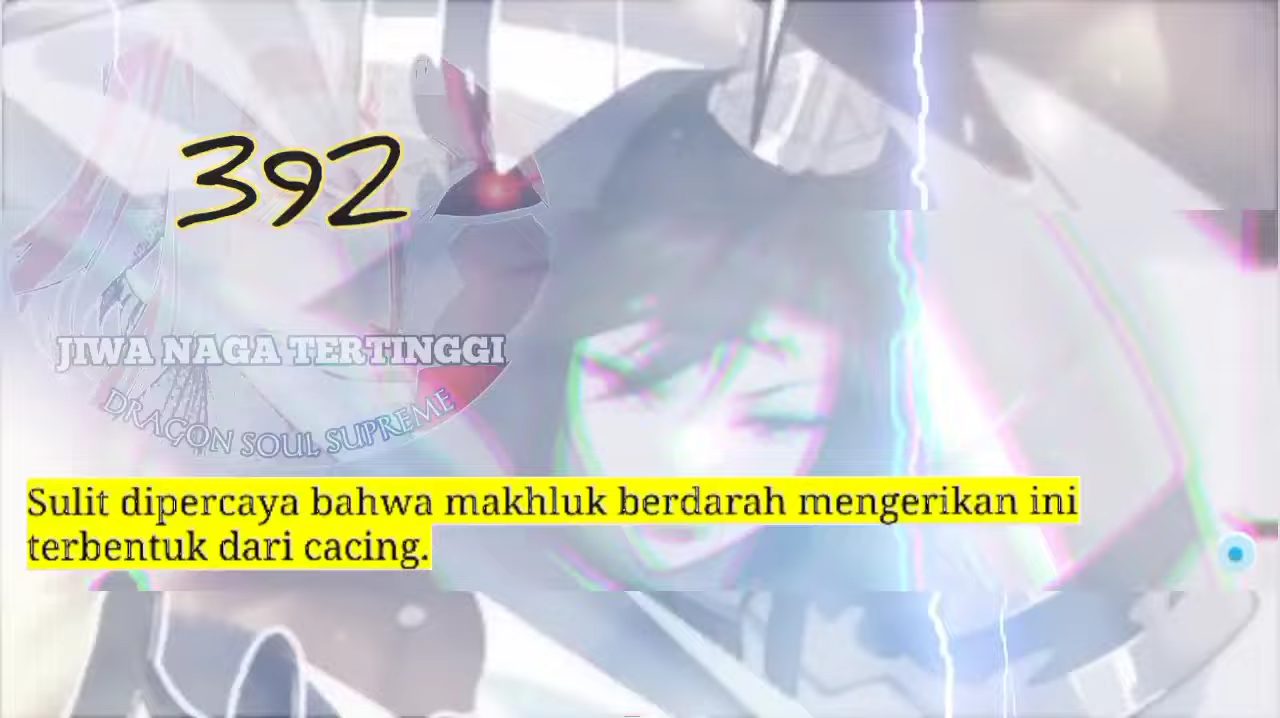 392
JIWA NAGA TERTINGGI
DRAGON SOUL SUPREME
Sulit dipercaya bahwa makhluk berdarah mengerikan ini
terbentuk dari cacing.